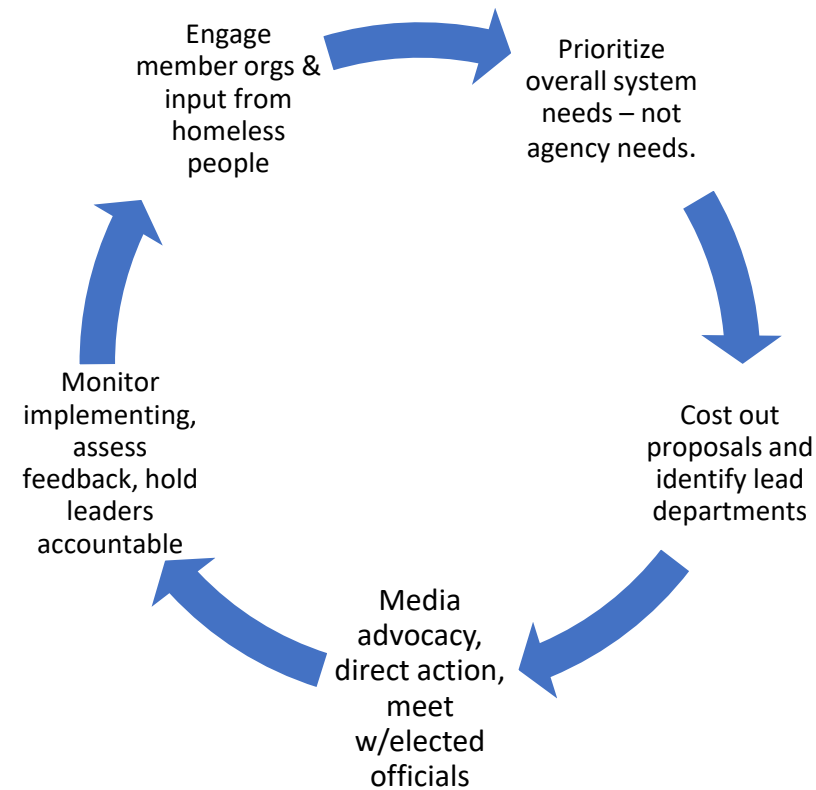 Engage
member orgs &
input from
homeless
people
Prioritize
overall system
needs – not
agency needs.
Cost out
proposals and
identify lead
departments
Media
advocacy,
direct action,
meet
w/elected
officials
Monitor
implementing,
assess
feedback, hold
leaders
accountable